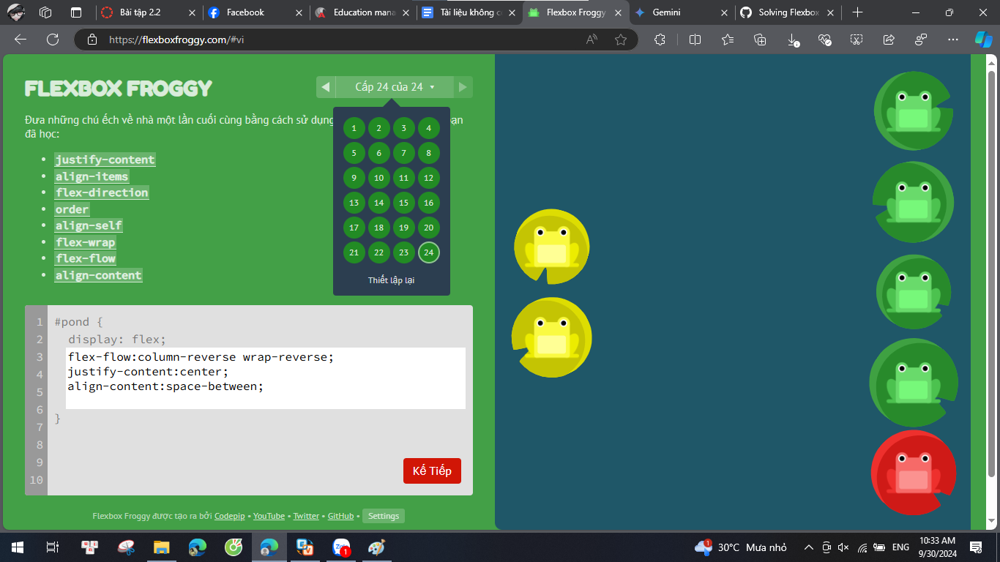 Bài tập 2.2
Facebook
Education mana
Tài liệu không c
Flexbox Froggy
Gemini
Solving Flexbox
https://flexboxfroggy.com/#vi
FLEXBOX FROGGY
Cấp 24 của 24
Đưa những chú ếch về nhà một lần cuối cùng bằng cách sử dụng
đã học:
justify-content
align-items
flex-direction
order
align-self
flex-wrap
flex-flow
align-content
1 2 3 4
5 6 7 8
9 10 11 12
13 14 15 16
17 18 19 20
21 22 23 24
Thiết lập lại
1 #pond {
2 display: flex;
3 flex-flow:column-reverse wrap-reverse;
4 justify-content:center;
5 align-content:space-between;
6
7 }
8
9
10
Kế Tiếp
Flexbox Froggy được tạo ra bởi Codepip • YouTube • Twitter • GitHub • Settings
1
30°C Mưa nhỏ
ENG
10:33 AM
9/30/2024